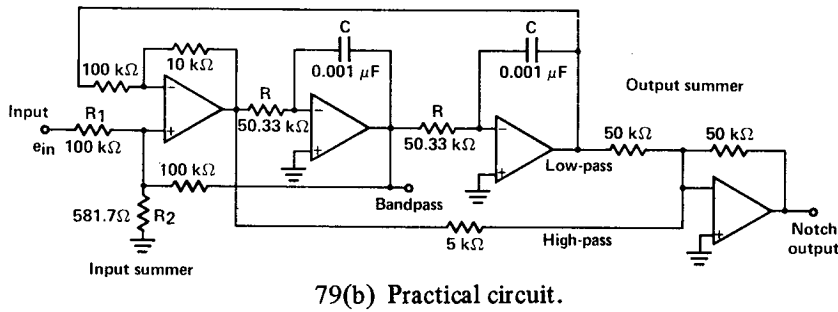 C
C
100 kΩ
10 kΩ
0.001 μF
0.001 μF
Output summer
Input
R1
R
R
50 kΩ
50 kΩ
ein
100 kΩ
50.33 kΩ
50.33 kΩ
Low-pass
100 kΩ
Bandpass
581.7Ω
R2
5 kΩ
High-pass
Notch
output
Input summer
−
+
−
+
−
+
−
+
79(b) Practical circuit.